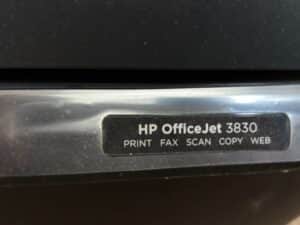 HP OfficeJet 3830
PRINT FAX SCAN COPY WEB